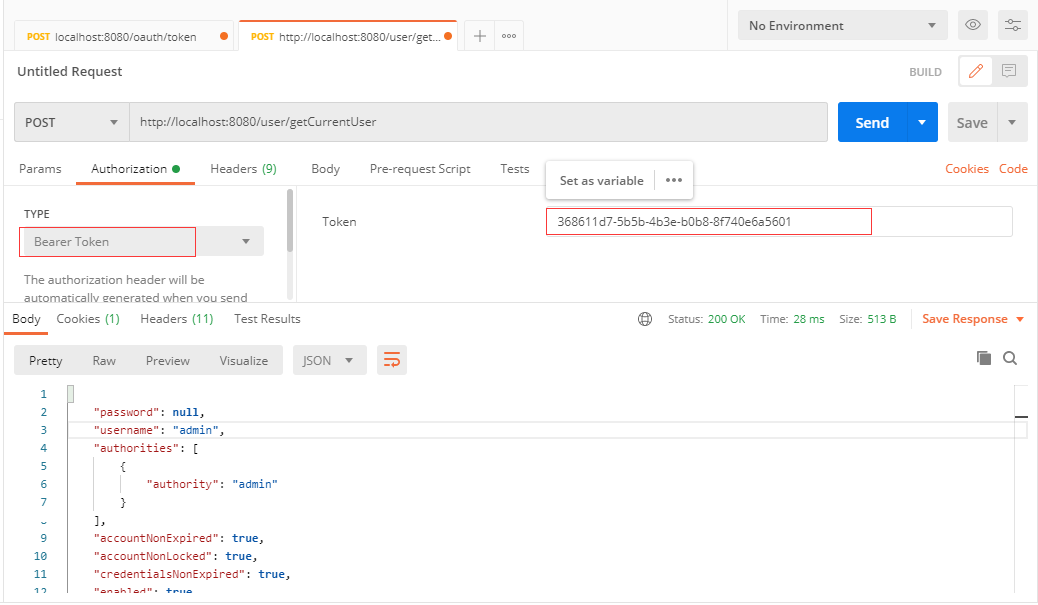 POST localhost:8080/oauth/token
POST http://localhost:8080/user/get...
No Environment
Untitled Request
BUILD
POST http://localhost:8080/user/getCurrentUser
Send
Save
Params Authorization Headers (9) Body Pre-request Script Tests
Cookies Code
Set as variable
TYPE
Bearer Token
Token 368611d7-5b5b-4b3e-b0b8-8f740e6a5601
The authorization header will be
automatically generated when you send
Body Cookies (1) Headers (11) Test Results
Status: 200 OK Time: 28 ms Size: 513 B Save Response
Pretty Raw Preview Visualize JSON
1
2 "password": null,
3 "username": "admin",
4 "authorities": [
5 {
6 "authority": "admin"
7 }
],
9 "accountNonExpired": true,
10 "accountNonLocked": true,
11 "credentialsNonExpired": true,
12 "enabled": true